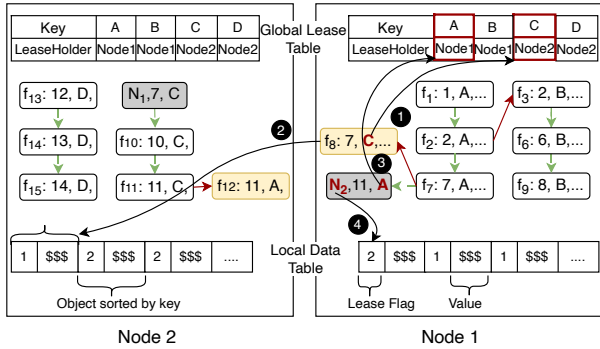 Key A B C D
LeaseHolder Node1 Node1 Node2 Node2
Global Lease
Table
Key A B C D
LeaseHolder Node1 Node1 Node2 Node2
f13: 12, D,
N1,7, C
f14: 13, D,
f10: 10, C,
f15: 14, D,
f11: 11, C,
f12: 11, A,
2
1
3
4
f8: 7, C,...
N2,11, A
f1: 1, A,...
f3: 2, B,...
f2: 2, A,...
f6: 6, B,...
f7: 7, A,...
f9: 8, B,...
1 $$$ 2 $$$ 2 $$$ ....
Object sorted by key
Local Data
Table
2 $$$ 1 $$$ 1 $$$ ....
Lease Flag
Value
Node 2
Node 1